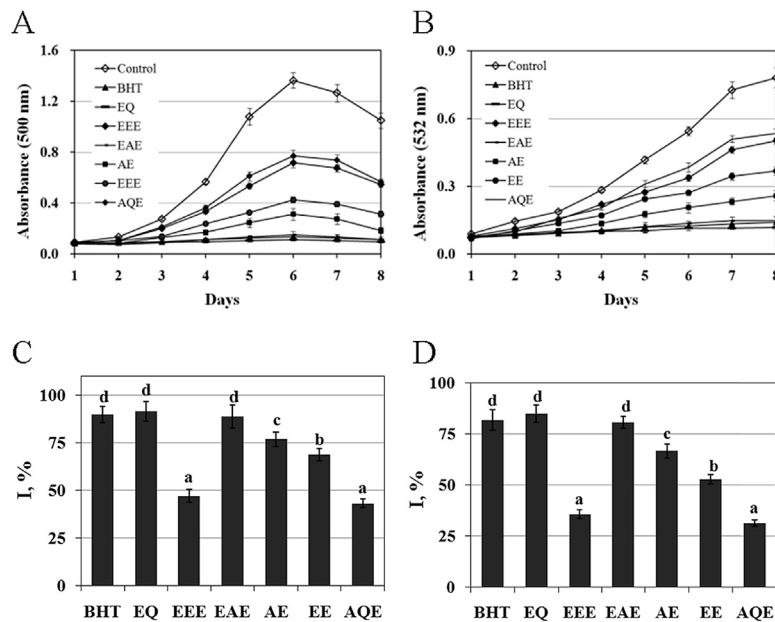 A
Absorbance (500 nm)
1.6
1.2
0.8
0.4
0.0
Control
BHT
EQ
EEE
EAE
AE
EEE
AQE
1 2 3 4 5 6 7 8
Days
B
Absorbance (532 nm)
0.9
0.6
0.3
0.0
Control
BHT
EQ
EEE
EAE
AE
EE
AQE
1 2 3 4 5 6 7 8
Days
C
I, %
100
75
50
25
0
d d a d c b a
BHT EQ EEE EAE AE EE AQE
D
I, %
100
75
50
25
0
d d a d c b a
BHT EQ EEE EAE AE EE AQE